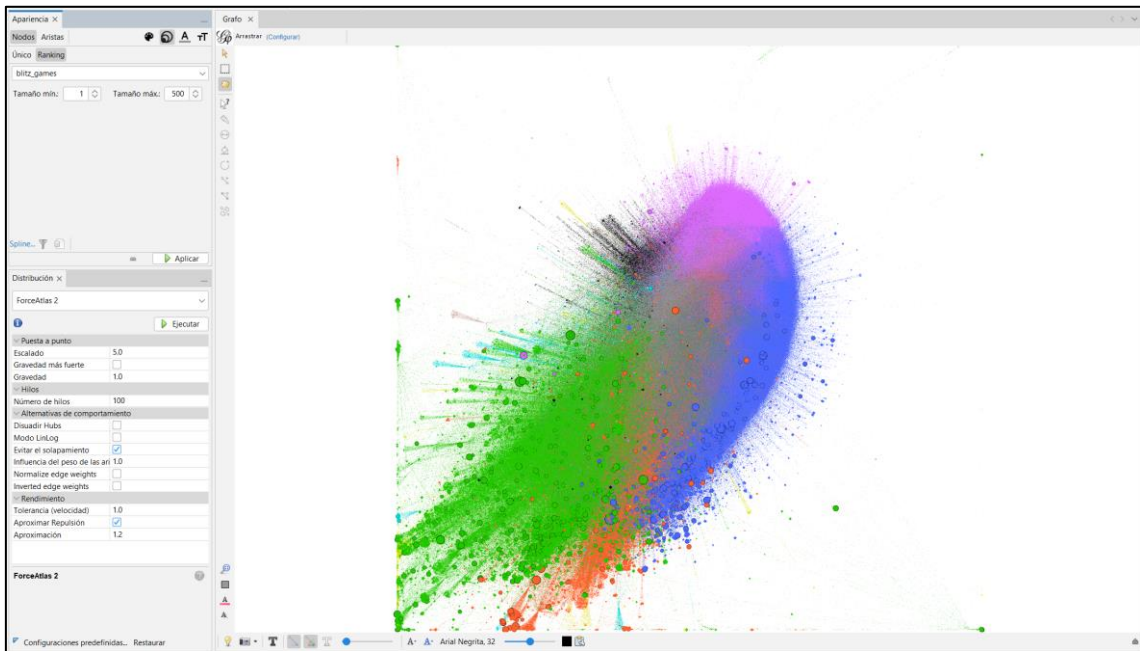 Apariencia ×
Nodos Aristas
Único Ranking
blitz_games
Tamaño mín.: 1 Tamaño máx.: 500
Spline...
Aplicar
Distribución ×
ForceAtlas 2
Ejecutar
Puesta a punto
Escalado 5.0
Gravedad más fuerte
Gravedad 1.0
Hilos
Número de hilos 100
Alternativas de comportamiento
Disuadir Hubs
Modo LinLog
Evitar el solapamiento
Influencia del peso de las ari 1.0
Normalize edge weights
Inverted edge weights
Rendimiento
Tolerancia (velocidad) 1.0
Aproximar Repulsión
Aproximación 1.2
ForceAtlas 2
Configuraciones predefinidas... Restaurar
Grafo ×
Arrastrar (Configurar)
T A- A- Arial Negrita, 32